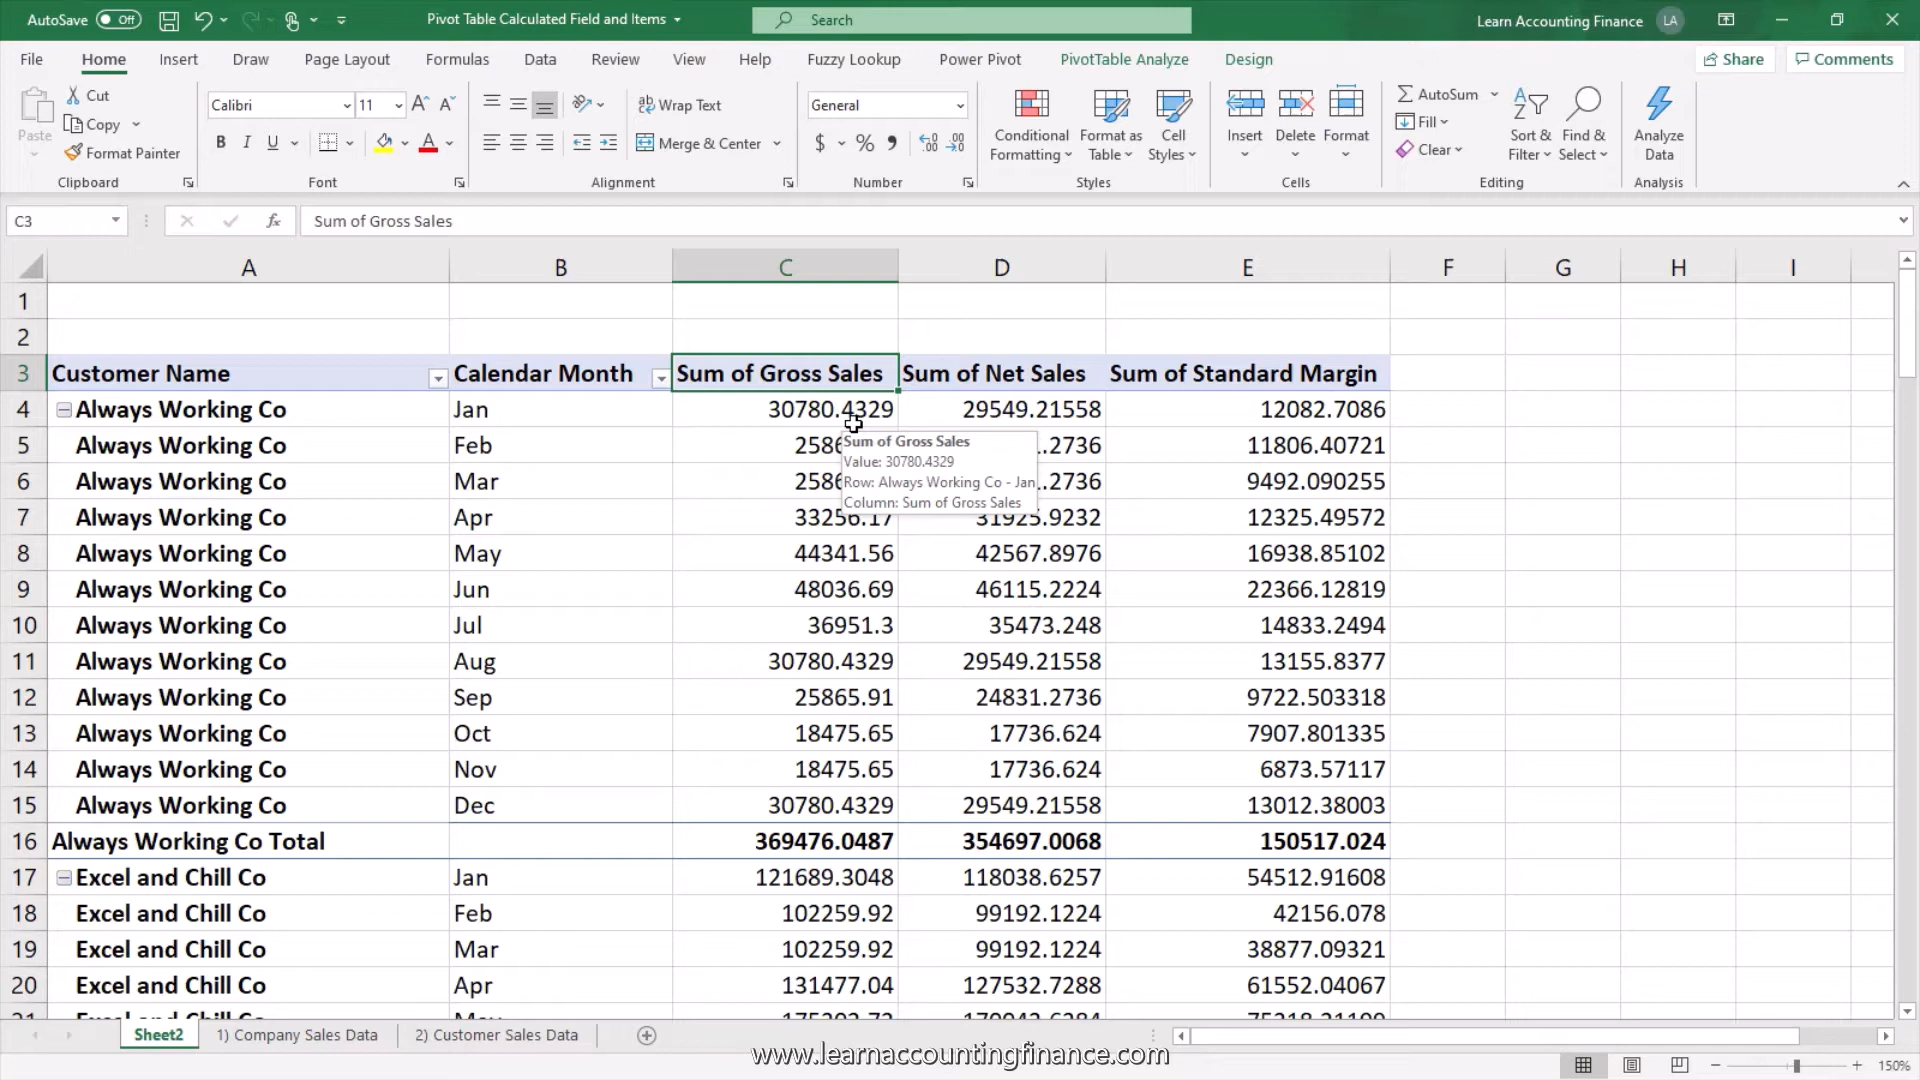 AutoSave Off Pivot Table Calculated Field and Items Search Learn Accounting Finance LA
File Home Insert Draw Page Layout Formulas Data Review View Help Fuzzy Lookup Power Pivot PivotTable Analyze Design Share Comments
Paste
Cut
Copy
Format Painter
Clipboard
Calibri 11
B I U
Font
Wrap Text
Merge & Center
Alignment
General
$ % ,
Number
Conditional Formatting
Format as Table
Cell Styles
Styles
Insert Delete Format
Cells
AutoSum
Fill
Clear
Sort & Filter
Find & Select
Editing
Analyze Data
Analysis
C3 fx Sum of Gross Sales
A B C D E F G H I
1
2
3 Customer Name Calendar Month Sum of Gross Sales Sum of Net Sales Sum of Standard Margin
4 Always Working Co Jan 30780.4329 29549.21558 12082.7086
5 Always Working Co Feb 258 .2736 11806.40721
6 Always Working Co Mar 258 .2736 9492.090255
7 Always Working Co Apr 33256.17 31925.9232 12325.49572
8 Always Working Co May 44341.56 42567.8976 16938.85102
9 Always Working Co Jun 48036.69 46115.2224 22366.12819
10 Always Working Co Jul 36951.3 35473.248 14833.2494
11 Always Working Co Aug 30780.4329 29549.21558 13155.8377
12 Always Working Co Sep 25865.91 24831.2736 9722.503318
13 Always Working Co Oct 18475.65 17736.624 7907.801335
14 Always Working Co Nov 18475.65 17736.624 6873.57117
15 Always Working Co Dec 30780.4329 29549.21558 13012.38003
16 Always Working Co Total 369476.0487 354697.0068 150517.024
17 Excel and Chill Co Jan 121689.3048 118038.6257 54512.91608
18 Excel and Chill Co Feb 102259.92 99192.1224 42156.078
19 Excel and Chill Co Mar 102259.92 99192.1224 38877.09321
20 Excel and Chill Co Apr 131477.04 127532.7288 61552.04067
Sum of Gross Sales
Value: 30780.4329
Row: Always Working Co - Jan
Column: Sum of Gross Sales
Sheet2 1) Company Sales Data 2) Customer Sales Data
www.learnaccountingfinance.com
150%